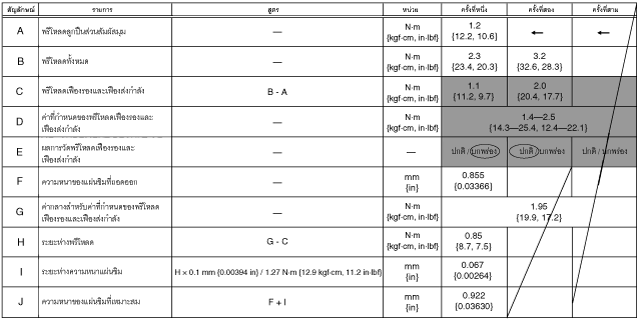 สัญลักษณ์ รายการ สูตร หน่วย ครั้งที่หนึ่ง ครั้งที่สอง ครั้งที่สาม
A พรีโหลดลูกปืนส่วนสัมผัสมุม — N·m {kgf·cm, in·lbf} 1.2 {12.2, 10.6} ← ←
B พรีโหลดทั้งหมด — N·m {kgf·cm, in·lbf} 2.3 {23.4, 20.3} 3.2 {32.6, 28.3}
C พรีโหลดเฟืองรองและเฟืองส่งกำลัง B - A N·m {kgf·cm, in·lbf} 1.1 {11.2, 9.7} 2.0 {20.4, 17.7}
D ค่าที่กำหนดของพรีโหลดเฟืองรองและ
เฟืองส่งกำลัง — N·m {kgf·cm, in·lbf} 1.4—2.5 {14.3—25.4, 12.4—22.1}
E ผลการวัดพรีโหลดเฟืองรองและ
เฟืองส่งกำลัง — — ปกติ / บกพร่อง ปกติ / บกพร่อง ปกติ / บกพร่อง
F ความหนาของแผ่นชิมที่ถอดออก — mm {in} 0.855 {0.03366}
G ค่ากลางสำหรับค่าที่กำหนดของพรีโหลด
เฟืองรองและเฟืองส่งกำลัง — N·m {kgf·cm, in·lbf} 1.95 {19.9, 17.2}
H ระยะห่างพรีโหลด G - C N·m {kgf·cm, in·lbf} 0.85 {8.7, 7.5}
I ระยะห่างความหนาแผ่นชิม H × 0.1 mm {0.00394 in} / 1.27 N·m {12.9 kgf·cm, 11.2 in·lbf} mm {in} 0.067 {0.00264}
J ความหนาของแผ่นชิมที่เหมาะสม F + I mm {in} 0.922 {0.03630}